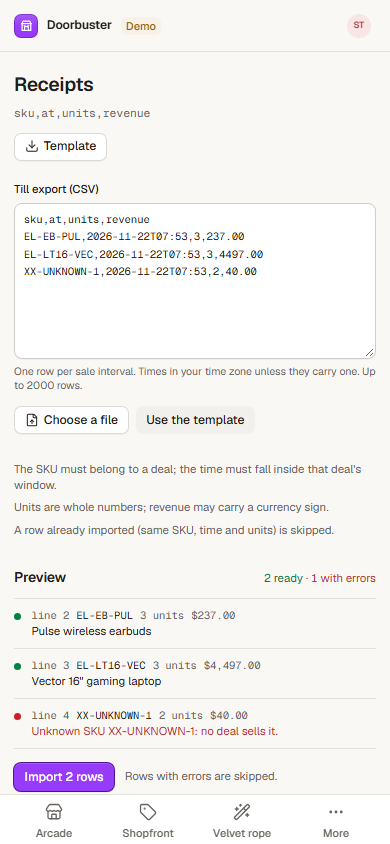 Doorbuster Demo ST
Receipts
sku,at,units,revenue
Template
Till export (CSV)
sku,at,units,revenue
EL-EB-PUL,2026-11-22T07:53,3,237.00
EL-LT16-VEC,2026-11-22T07:53,3,4497.00
XX-UNKNOWN-1,2026-11-22T07:53,2,40.00
One row per sale interval. Times in your time zone unless they carry one. Up
to 2000 rows.
Choose a file Use the template
The SKU must belong to a deal; the time must fall inside that deal's
window.
Units are whole numbers; revenue may carry a currency sign.
A row already imported (same SKU, time and units) is skipped.
Preview 2 ready · 1 with errors
line 2 EL-EB-PUL 3 units $237.00
Pulse wireless earbuds
line 3 EL-LT16-VEC 3 units $4,497.00
Vector 16" gaming laptop
line 4 XX-UNKNOWN-1 2 units $40.00
Unknown SKU XX-UNKNOWN-1: no deal sells it.
Import 2 rows Rows with errors are skipped.
Arcade Shopfront Velvet rope More